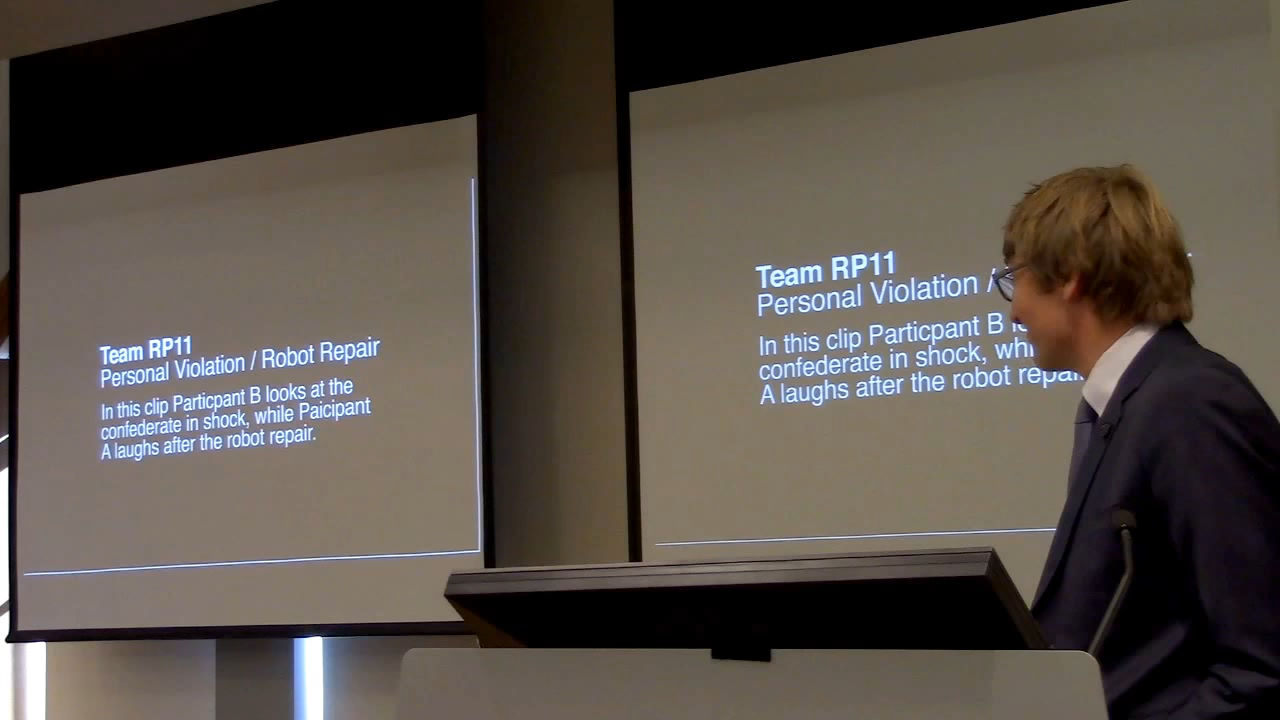 Team RP11
Personal Violation / Robot Repair
In this clip Particpant B looks at the
confederate in shock, while Paicipant
A laughs after the robot repair.
Team RP11
Personal Violation /
In this clip Particpant B
confederate in shock,
A laughs after the robot